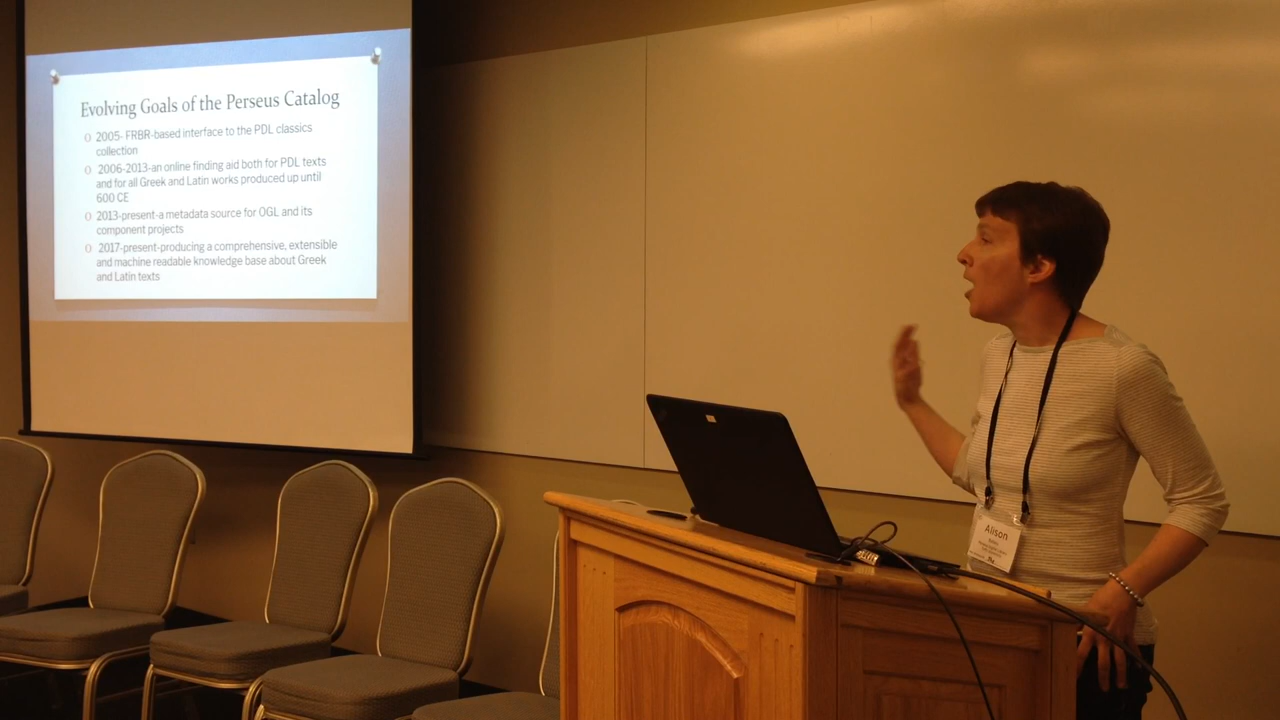 Evolving Goals of the Perseus Catalog
2005- FRBR-based interface to the PDL classics
collection
2006-2013-an online finding aid both for PDL texts
and for all Greek and Latin works produced up until
600 CE
2013-present-a metadata source for OGL and its
component projects
2017-present-producing a comprehensive, extensible
and machine readable knowledge base about Greek
and Latin texts
Alison